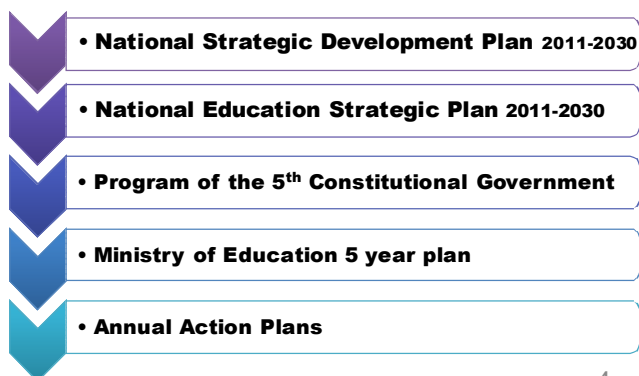 • National Strategic Development Plan 2011-2030
• National Education Strategic Plan 2011-2030
• Program of the 5th Constitutional Government
• Ministry of Education 5 year plan
• Annual Action Plans